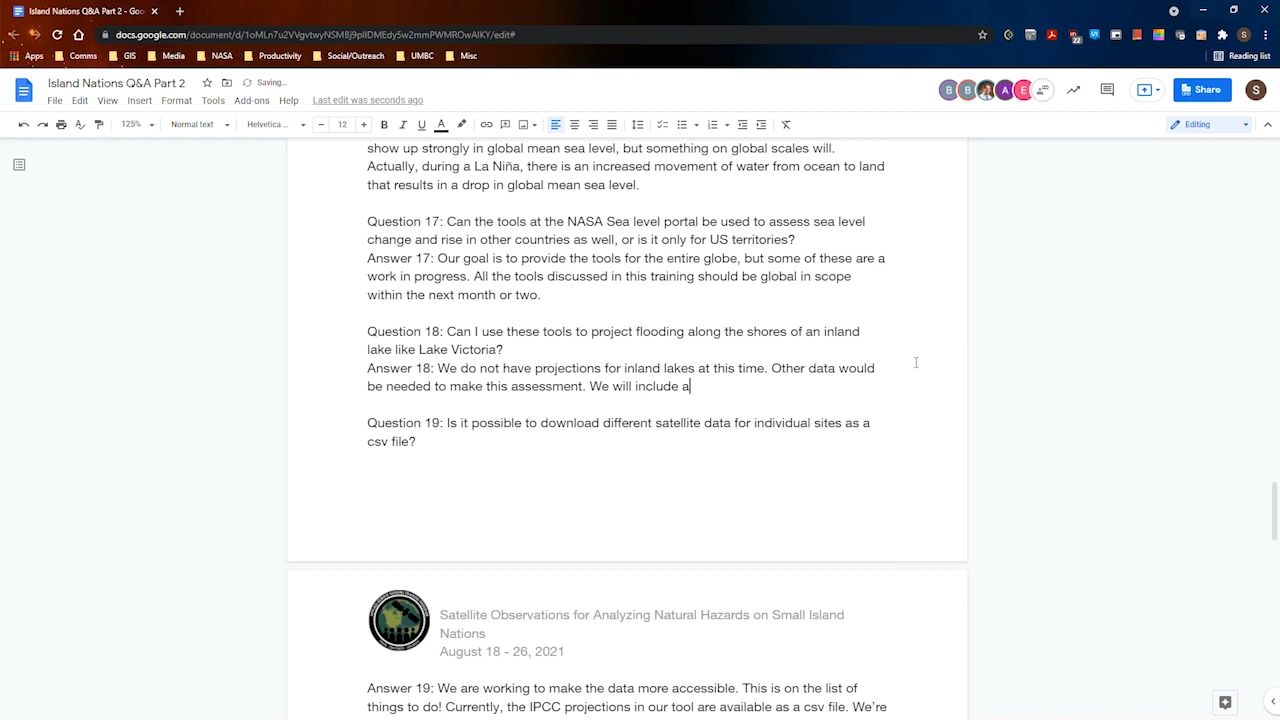 Island Nations Q&A Part 2 - Goo
docs.google.com/document/d/1oMLn7u2VVgvtwyNSMBj9pIlDMEdy5w2mmPWMROwAlKY/edit#
Apps Comms GIS Media NASA Productivity Social/Outreach UMBC Misc Reading list
Island Nations Q&A Part 2 Saving...
File Edit View Insert Format Tools Add-ons Help Last edit was seconds ago
B B A E Share S
125% Normal text Helvetica ... 12 B I U A Editing
show up strongly in global mean sea level, but something on global scales will.
Actually, during a La Niña, there is an increased movement of water from ocean to land
that results in a drop in global mean sea level.
Question 17: Can the tools at the NASA Sea level portal be used to assess sea level
change and rise in other countries as well, or is it only for US territories?
Answer 17: Our goal is to provide the tools for the entire globe, but some of these are a
work in progress. All the tools discussed in this training should be global in scope
within the next month or two.
Question 18: Can I use these tools to project flooding along the shores of an inland
lake like Lake Victoria?
Answer 18: We do not have projections for inland lakes at this time. Other data would
be needed to make this assessment. We will include a
Question 19: Is it possible to download different satellite data for individual sites as a
csv file?
Satellite Observations for Analyzing Natural Hazards on Small Island
Nations
August 18 - 26, 2021
Answer 19: We are working to make the data more accessible. This is on the list of
things to do! Currently, the IPCC projections in our tool are available as a csv file. We're